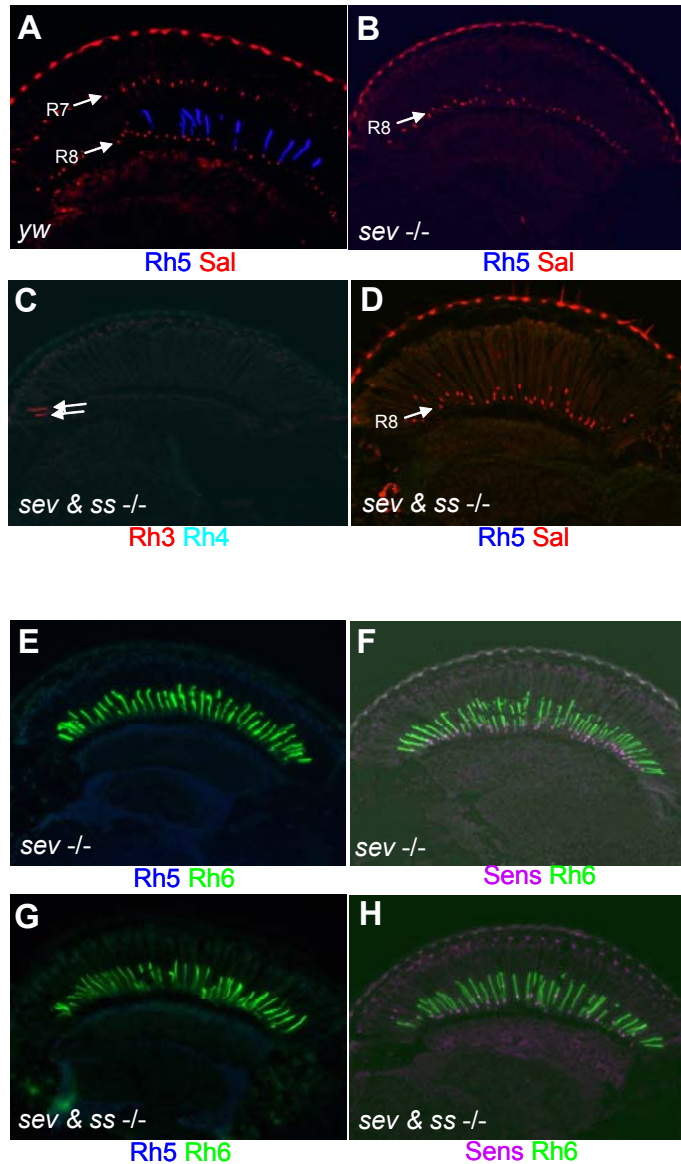 A
R7
R8
yw
Rh5 Sal
B
R8
sev -/-
Rh5 Sal
C
sev & ss -/-
Rh3 Rh4
D
R8
sev & ss -/-
Rh5 Sal
E
sev -/-
Rh5 Rh6
F
sev -/-
Sens Rh6
G
sev & ss -/-
Rh5 Rh6
H
sev & ss -/-
Sens Rh6